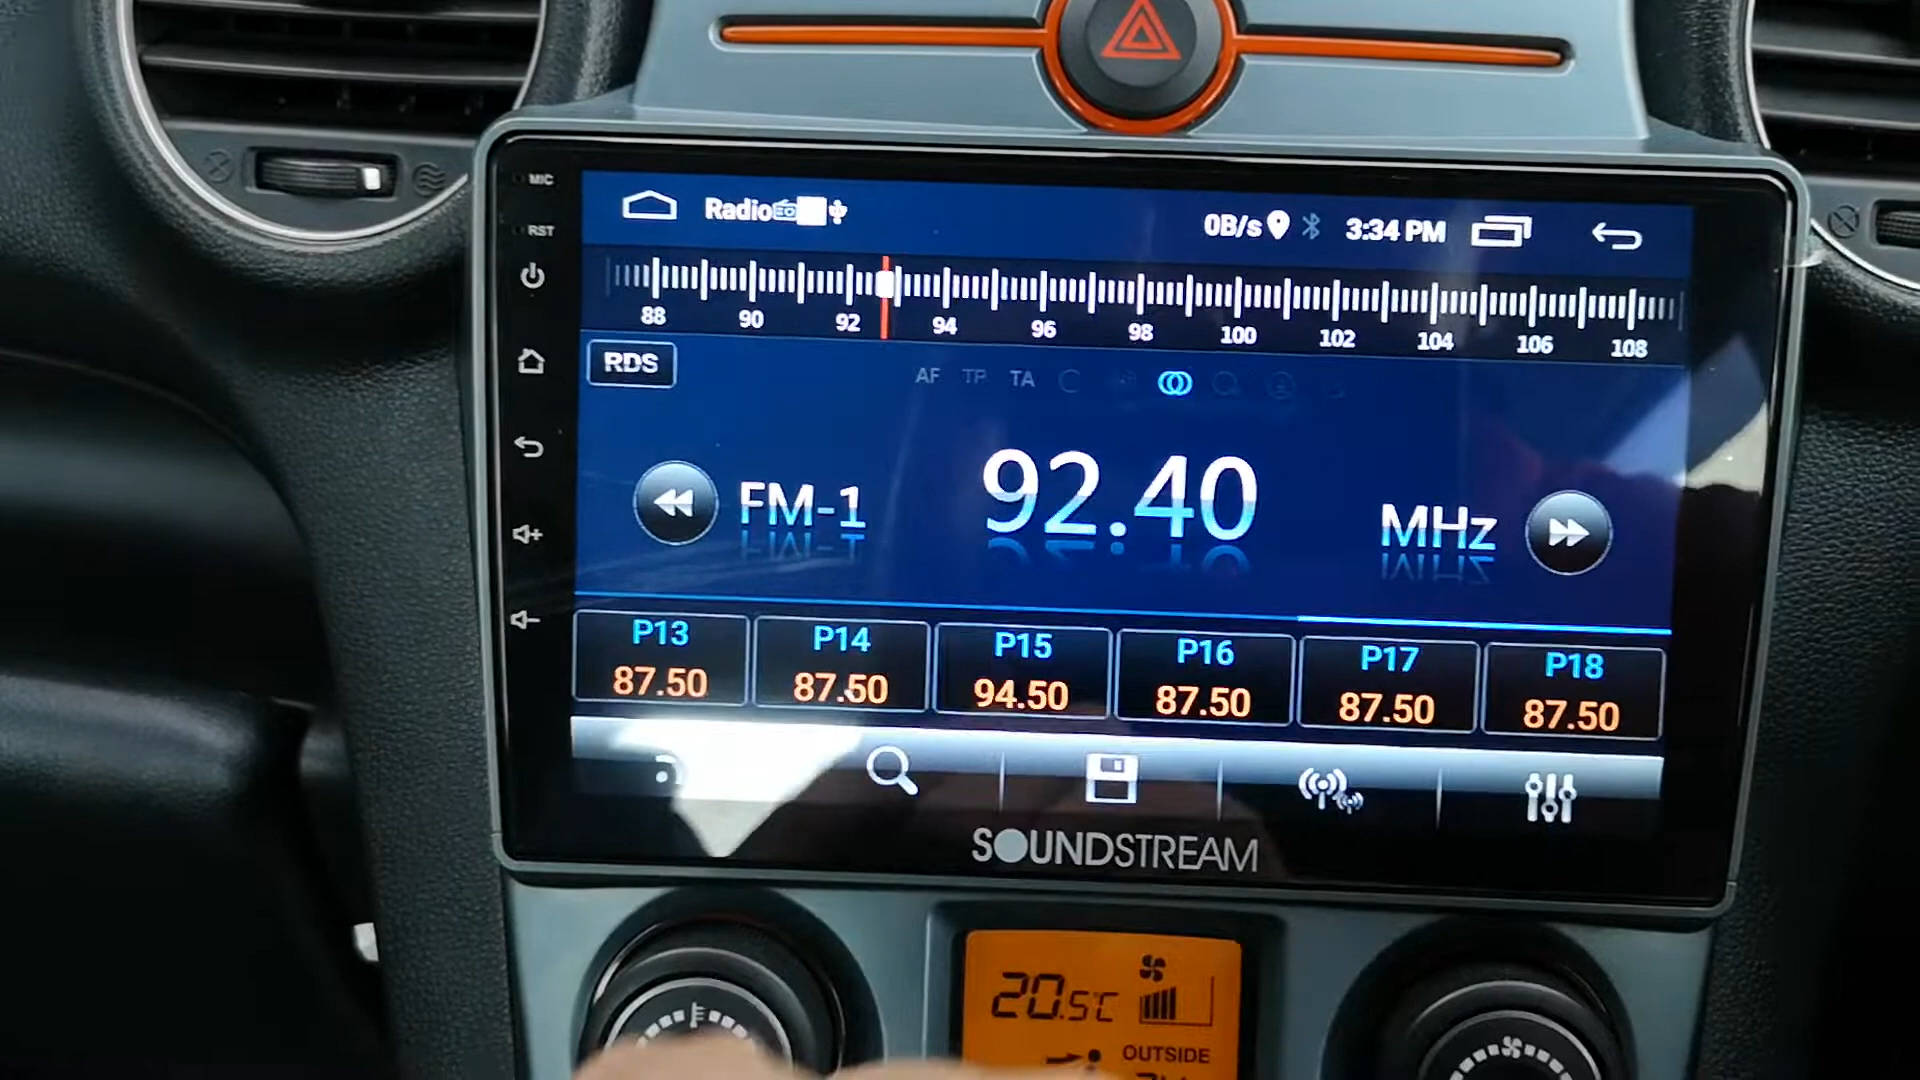 MIC
Radio 0B/s 3:34 PM
RST
88 90 92 94 96 98 100 102 104 106 108
RDS AF TP TA
FM-1 92.40 MHz
P13 P14 P15 P16 P17 P18
87.50 87.50 94.50 87.50 87.50 87.50
SOUNDSTREAM
20.5°C
OUTSIDE